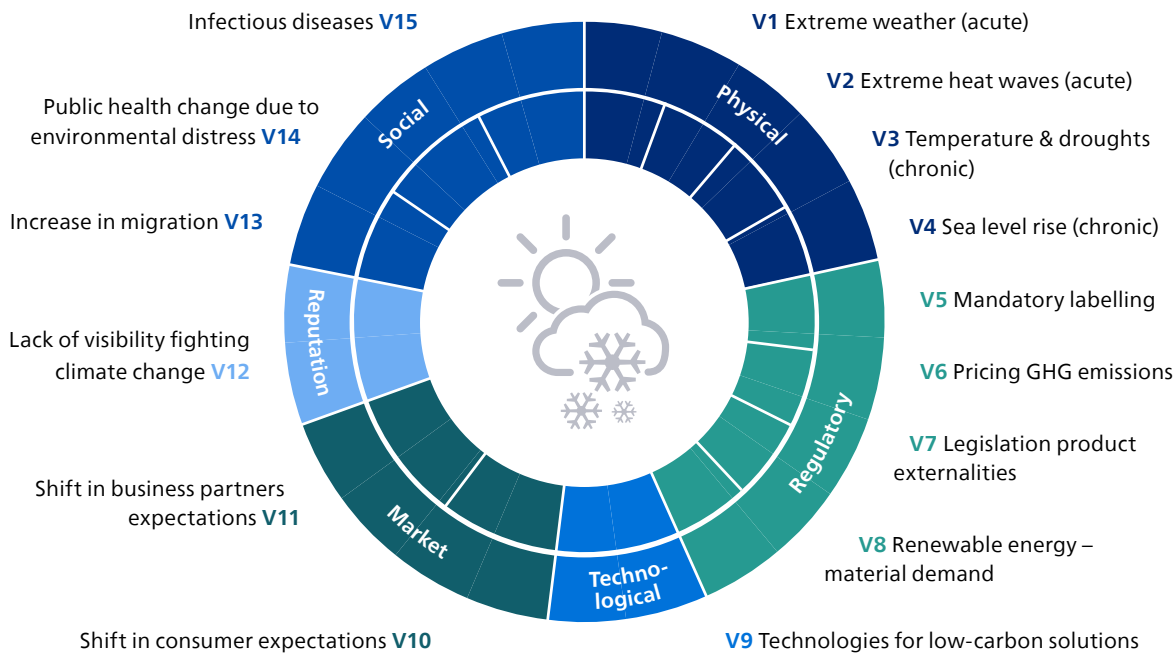 V1 Extreme weather (acute)
V2 Extreme heat waves (acute)
V3 Temperature & droughts
(chronic)
V4 Sea level rise (chronic)
V5 Mandatory labelling
V6 Pricing GHG emissions
V7 Legislation product
externalities
V8 Renewable energy –
material demand
V9 Technologies for low-carbon solutions
Shift in consumer expectations V10
Shift in business partners
expectations V11
Lack of visibility fighting
climate change V12
Increase in migration V13
Public health change due to
environmental distress V14
Infectious diseases V15
Physical
Regulatory
Techno-
logical
Market
Reputation
Social